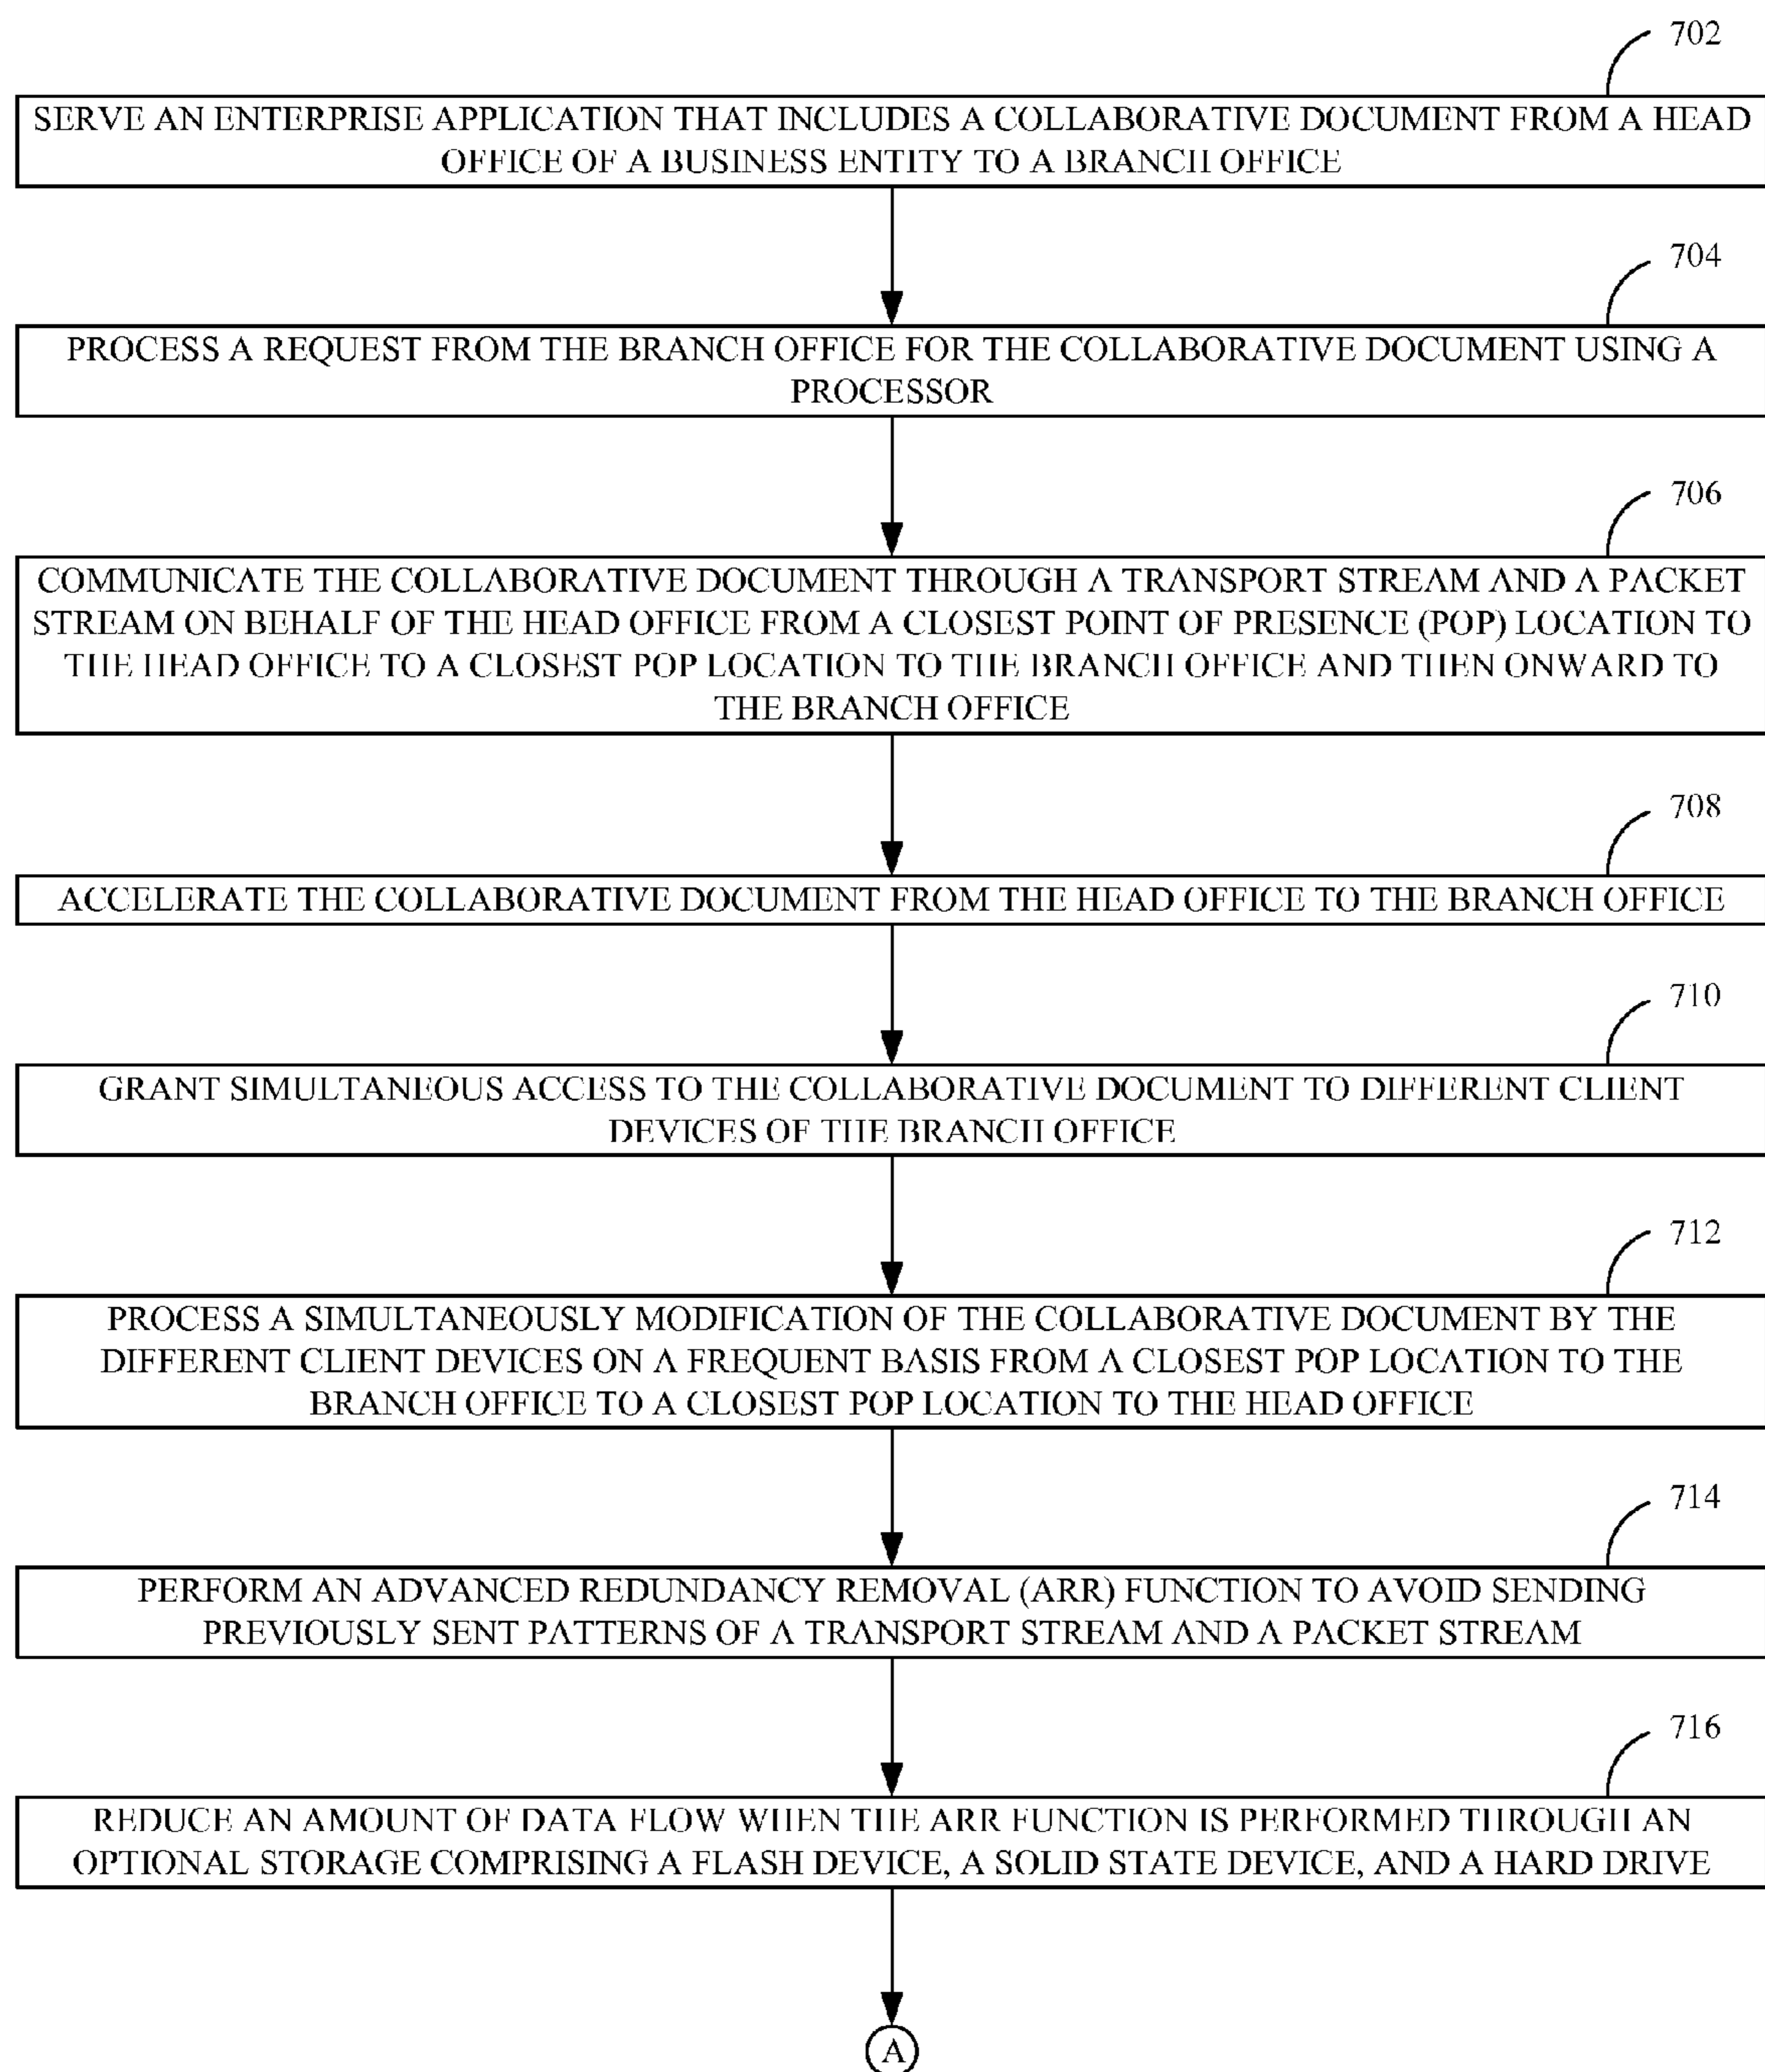 702
SERVE AN ENTERPRISE APPLICATION THAT INCLUDES A COLLABORATIVE DOCUMENT FROM A HEAD
OFFICE OF A BUSINESS ENTITY TO A BRANCH OFFICE
704
PROCESS A REQUEST FROM THE BRANCH OFFICE FOR THE COLLABORATIVE DOCUMENT USING A
PROCESSOR
706
COMMUNICATE THE COLLABORATIVE DOCUMENT THROUGH A TRANSPORT STREAM AND A PACKET
STREAM ON BEHALF OF THE HEAD OFFICE FROM A CLOSEST POINT OF PRESENCE (POP) LOCATION TO
THE HEAD OFFICE TO A CLOSEST POP LOCATION TO THE BRANCH OFFICE AND THEN ONWARD TO
THE BRANCH OFFICE
708
ACCELERATE THE COLLABORATIVE DOCUMENT FROM THE HEAD OFFICE TO THE BRANCH OFFICE
710
GRANT SIMULTANEOUS ACCESS TO THE COLLABORATIVE DOCUMENT TO DIFFERENT CLIENT
DEVICES OF THE BRANCH OFFICE
712
PROCESS A SIMULTANEOUSLY MODIFICATION OF THE COLLABORATIVE DOCUMENT BY THE
DIFFERENT CLIENT DEVICES ON A FREQUENT BASIS FROM A CLOSEST POP LOCATION TO THE
BRANCH OFFICE TO A CLOSEST POP LOCATION TO THE HEAD OFFICE
714
PERFORM AN ADVANCED REDUNDANCY REMOVAL (ARR) FUNCTION TO AVOID SENDING
PREVIOUSLY SENT PATTERNS OF A TRANSPORT STREAM AND A PACKET STREAM
716
REDUCE AN AMOUNT OF DATA FLOW WHEN THE ARR FUNCTION IS PERFORMED THROUGH AN
OPTIONAL STORAGE COMPRISING A FLASH DEVICE, A SOLID STATE DEVICE, AND A HARD DRIVE
A